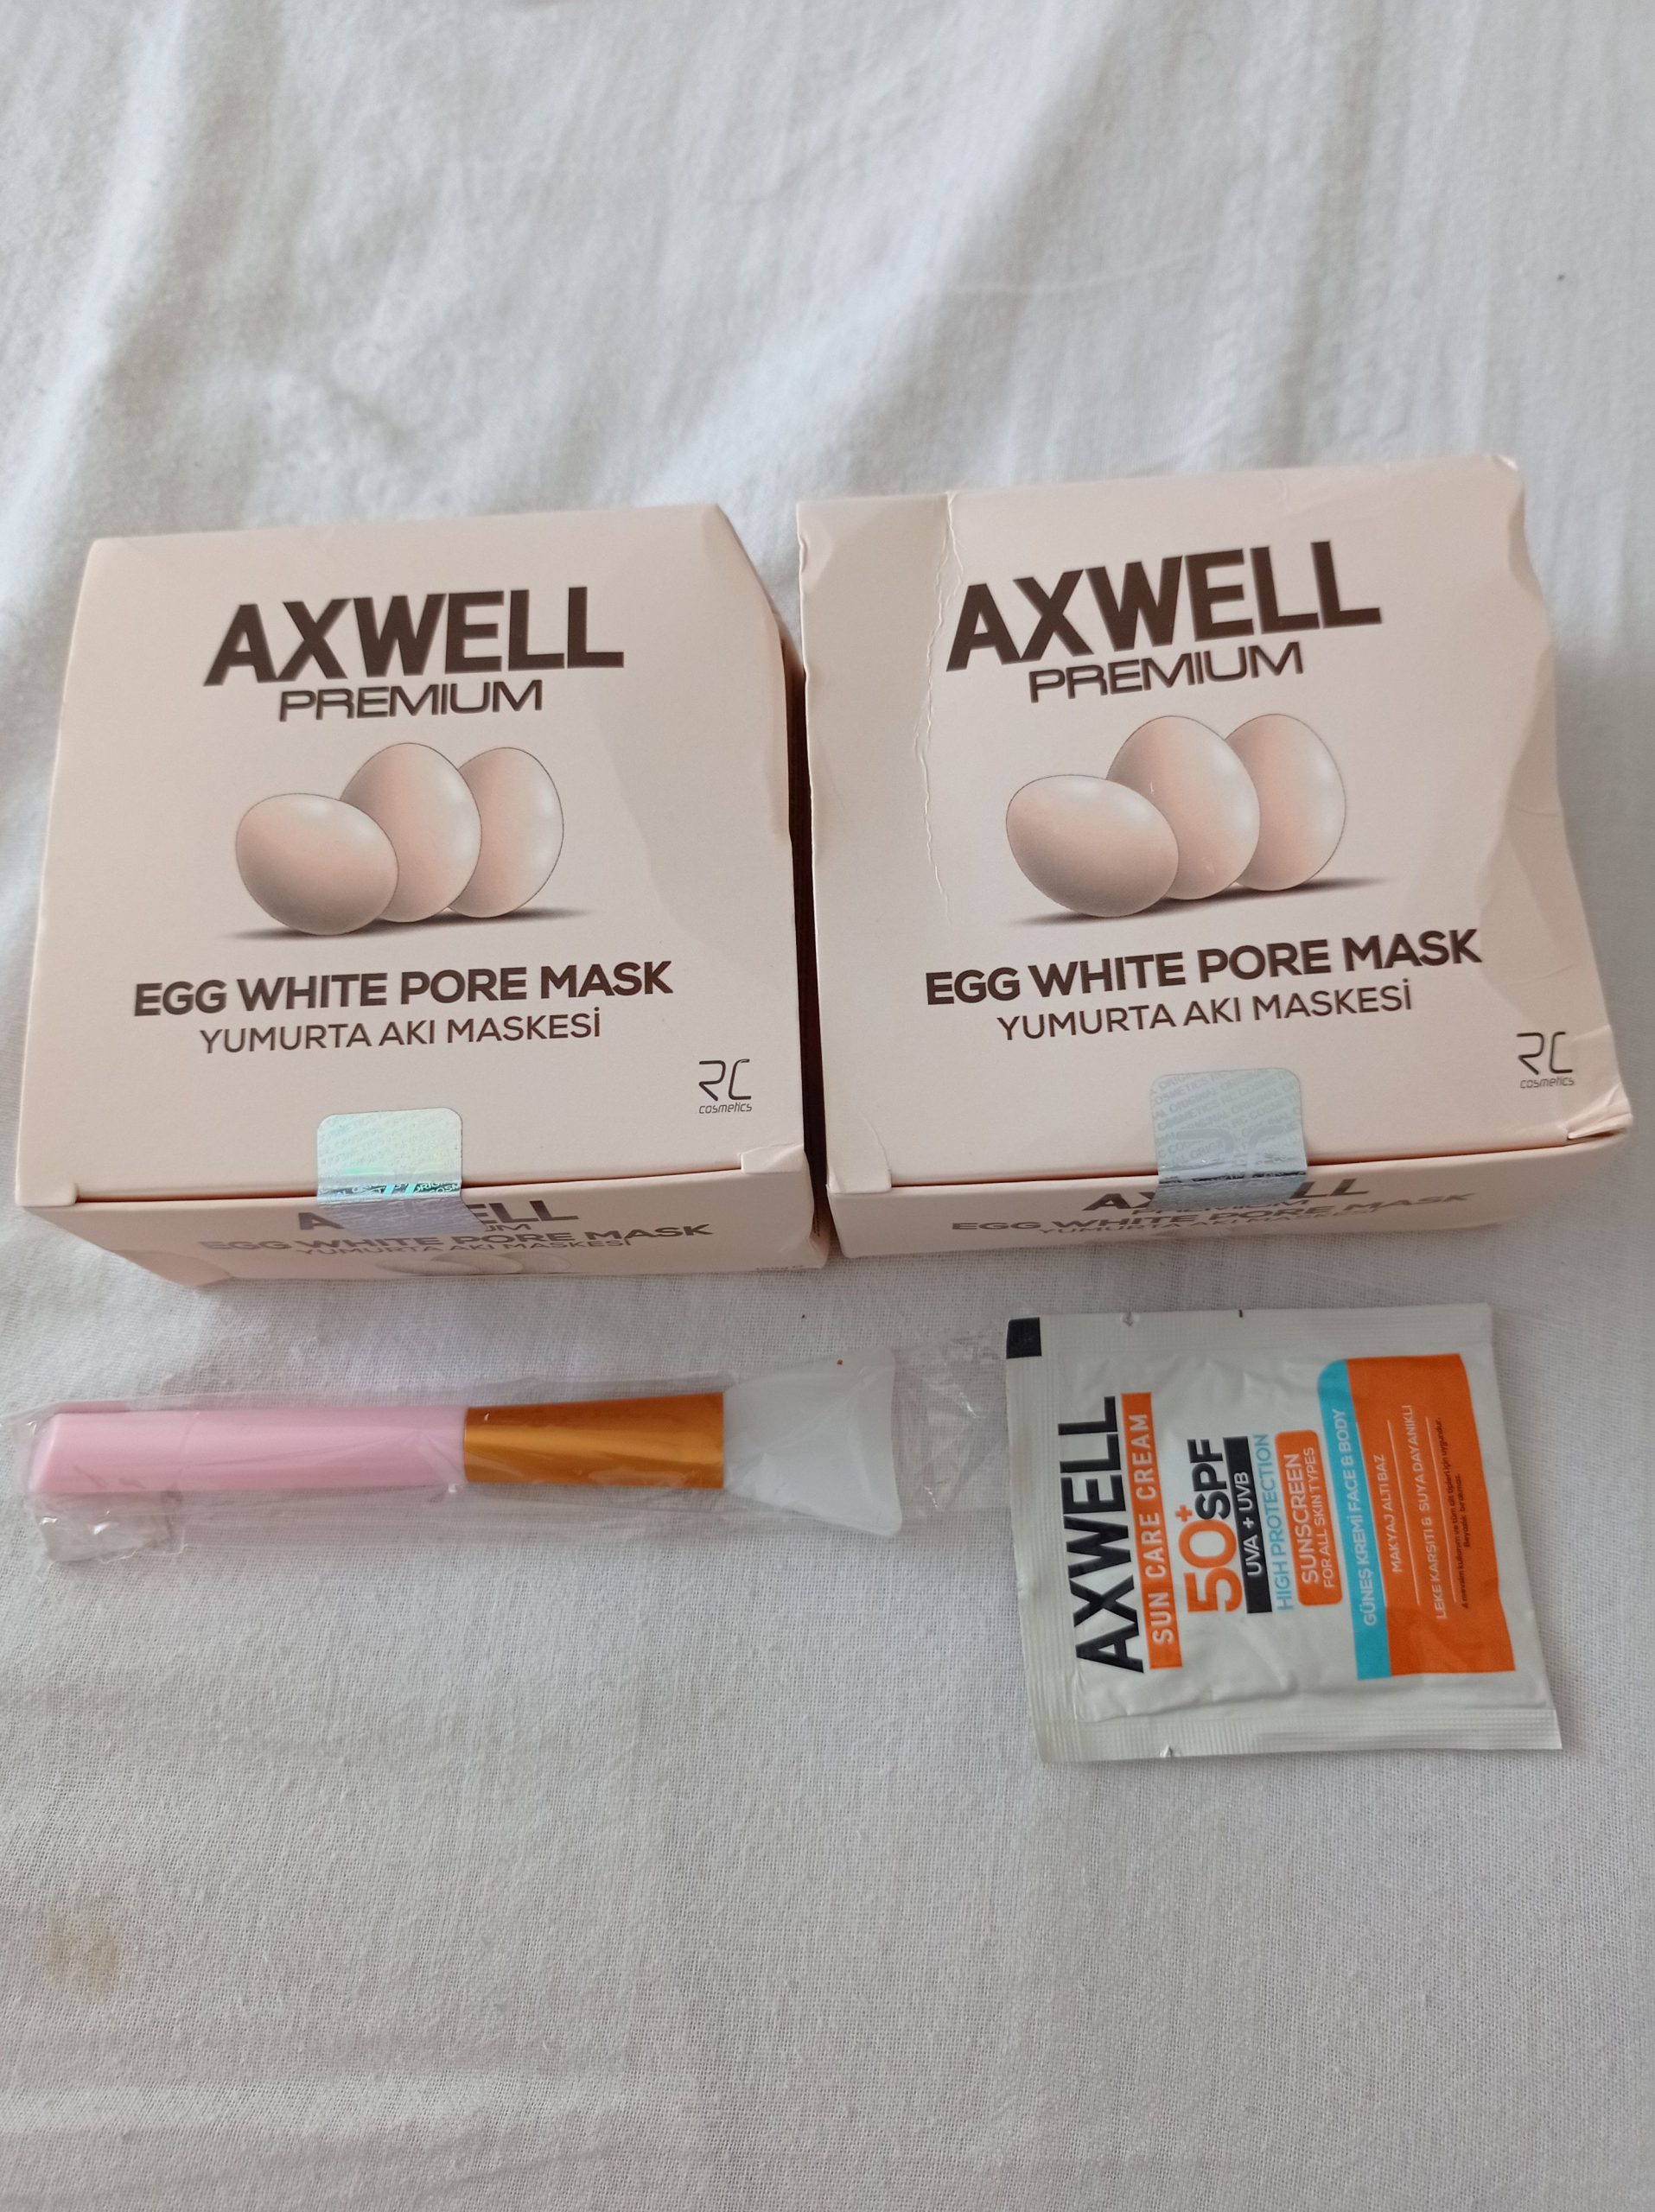 AXWELL
PREMIUM
EGG WHITE PORE MASK
YUMURTA AKI MASKESİ
RC
cosmetics
EGG WHITE PORE MASK
YUMURTA AKI MASKESİ
AXWELL
PREMIUM
EGG WHITE PORE MASK
YUMURTA AKI MASKESİ
RC
cosmetics
EGG WHITE PORE MASK
YUMURTA AKI MASKESİ
AXWELL
SUN CARE CREAM
50+ SPF
UVA + UVB
HIGH PROTECTION
SUNSCREEN
FOR ALL SKIN TYPES
GÜNEŞ KREMİ FACE & BODY
MAKYAJ ALTI BAZ
LEKE KARŞITI & SUYA DAYANIKLI